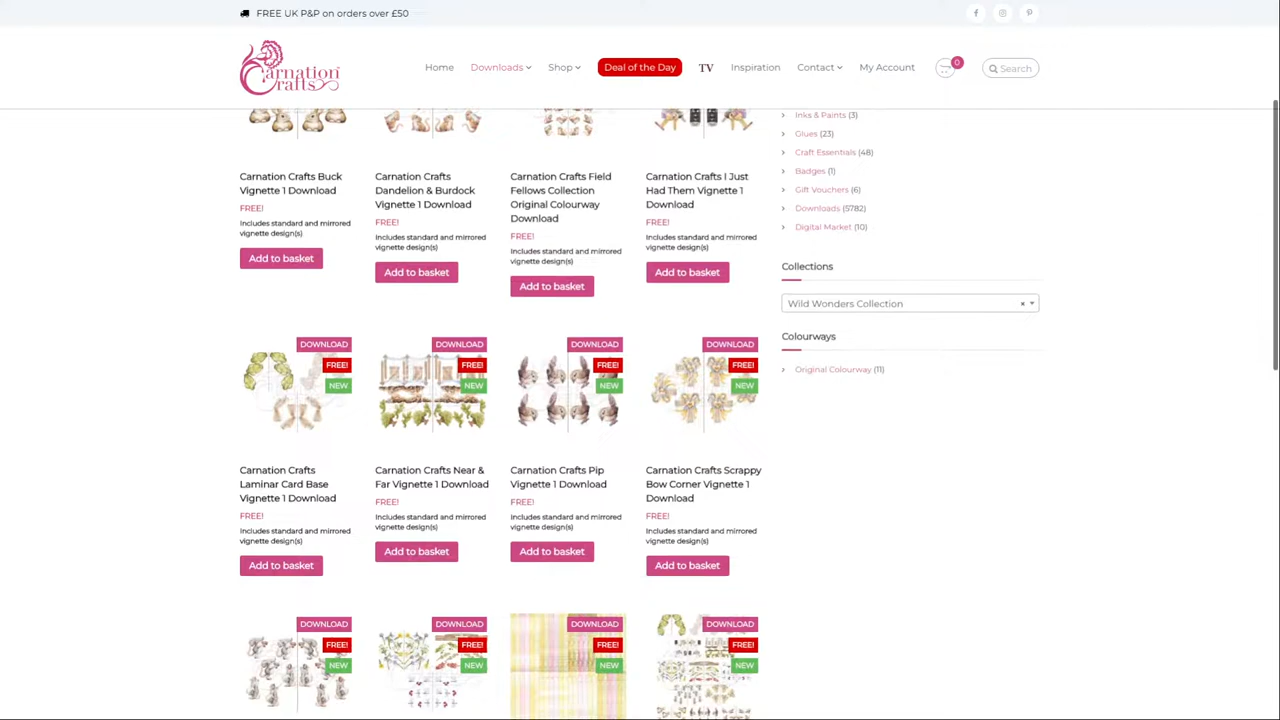 FREE UK P&P on orders over £50
Carnation Crafts
Home Downloads Shop Deal of the Day TV Inspiration Contact My Account 0 Search
Carnation Crafts Buck
Vignette 1 Download
FREE!
Includes standard and mirrored
vignette design(s)
Add to basket
Carnation Crafts
Dandelion & Burdock
Vignette 1 Download
FREE!
Includes standard and mirrored
vignette design(s)
Add to basket
Carnation Crafts Field
Fellows Collection
Original Colourway
Download
FREE!
Includes standard and mirrored
vignette design(s)
Add to basket
Carnation Crafts I Just
Had Them Vignette 1
Download
FREE!
Includes standard and mirrored
vignette design(s)
Add to basket
Inks & Paints (3)
Glues (23)
Craft Essentials (48)
Badges (1)
Gift Vouchers (6)
Downloads (5782)
Digital Market (10)
Collections
Wild Wonders Collection ×
Colourways
Original Colourway (11)
DOWNLOAD
FREE!
NEW
Carnation Crafts
Laminar Card Base
Vignette 1 Download
FREE!
Includes standard and mirrored
vignette design(s)
Add to basket
DOWNLOAD
FREE!
NEW
Carnation Crafts Near &
Far Vignette 1 Download
FREE!
Includes standard and mirrored
vignette design(s)
Add to basket
DOWNLOAD
FREE!
NEW
Carnation Crafts Pip
Vignette 1 Download
FREE!
Includes standard and mirrored
vignette design(s)
Add to basket
DOWNLOAD
FREE!
NEW
Carnation Crafts Scrappy
Bow Corner Vignette 1
Download
FREE!
Includes standard and mirrored
vignette design(s)
Add to basket
DOWNLOAD
FREE!
NEW
DOWNLOAD
FREE!
NEW
DOWNLOAD
FREE!
NEW
DOWNLOAD
FREE!
NEW